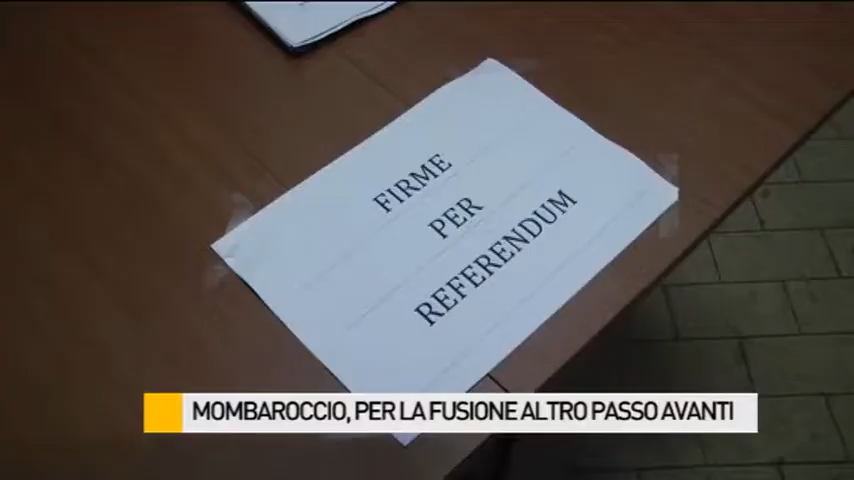 FIRME
PER
REFERENDUM
MOMBAROCCIO, PER LA FUSIONE ALTRO PASSO AVANTI